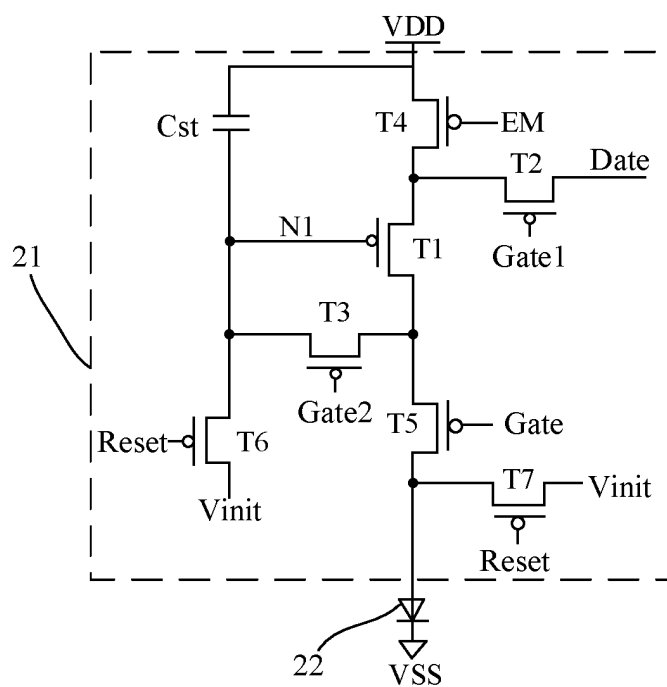 VDD
Cst
T4
EM
T2
Date
N1
T1
Gate1
21
T3
Gate2
T5
Gate
Reset
T6
T7
Vinit
Vinit
Reset
22
VSS